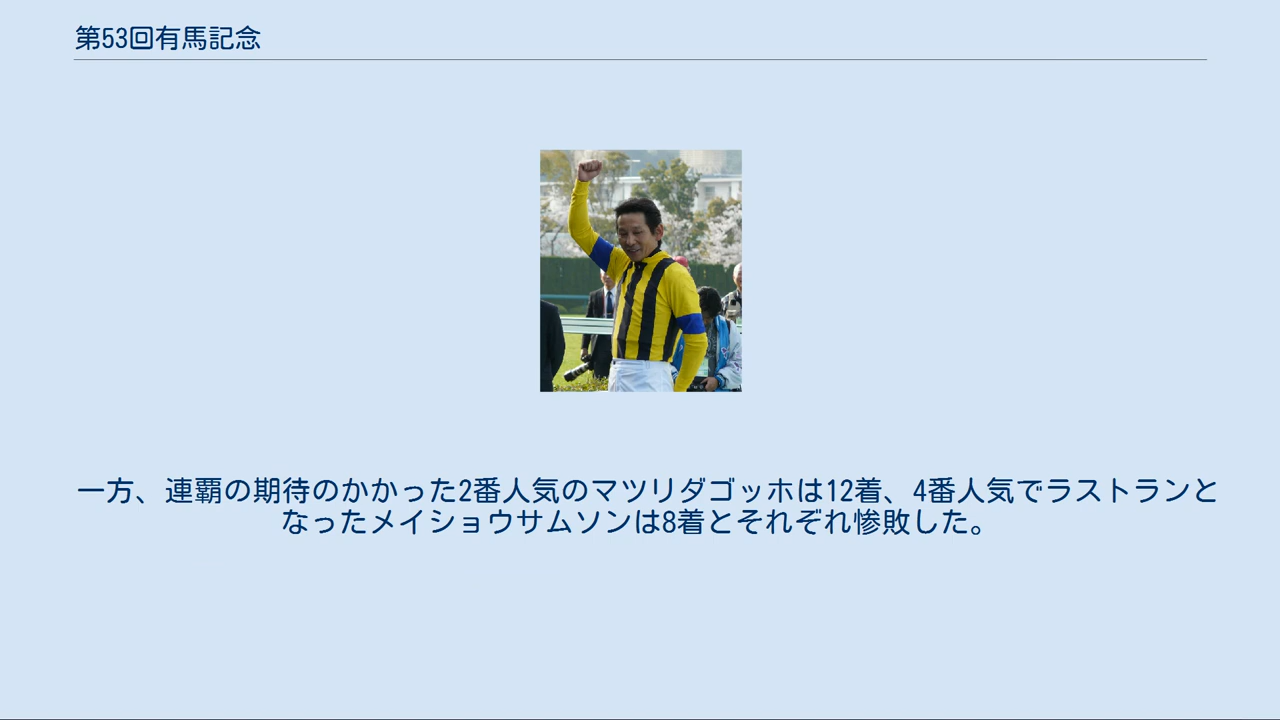 第53回有馬記念
一方、連覇の期待のかかった2番人気のマツリダゴッホは12着、4番人気でラストランと
なったメイショウサムソンは8着とそれぞれ惨敗した。